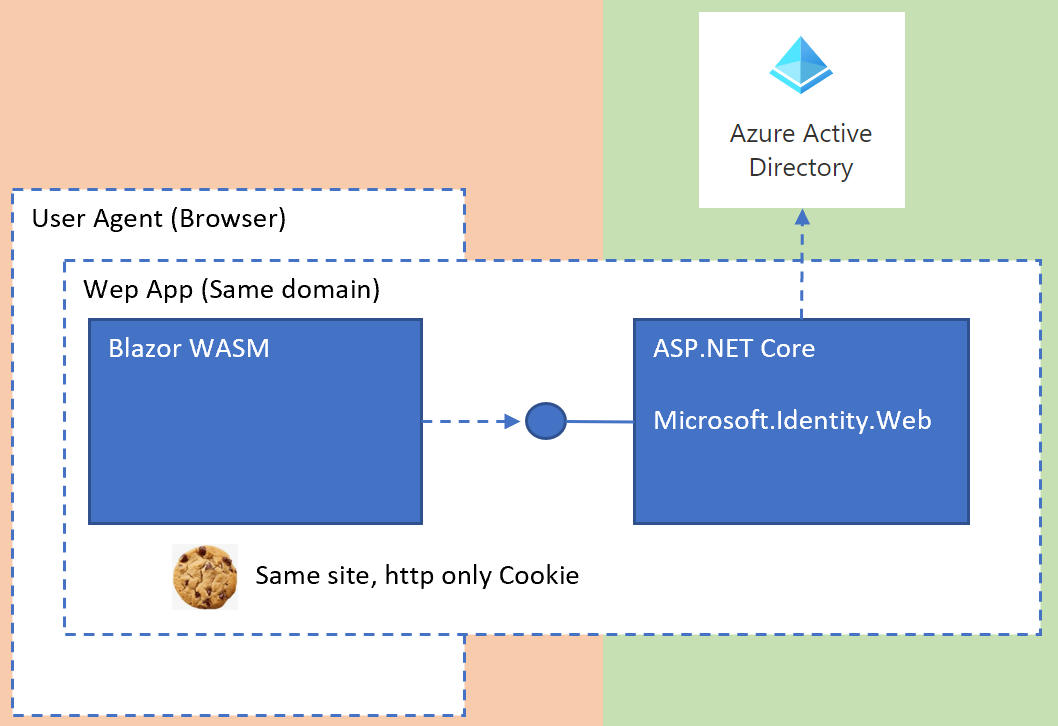 Azure Active
Directory
User Agent (Browser)
Wep App (Same domain)
Blazor WASM
ASP.NET Core
Microsoft.Identity.Web
Same site, http only Cookie